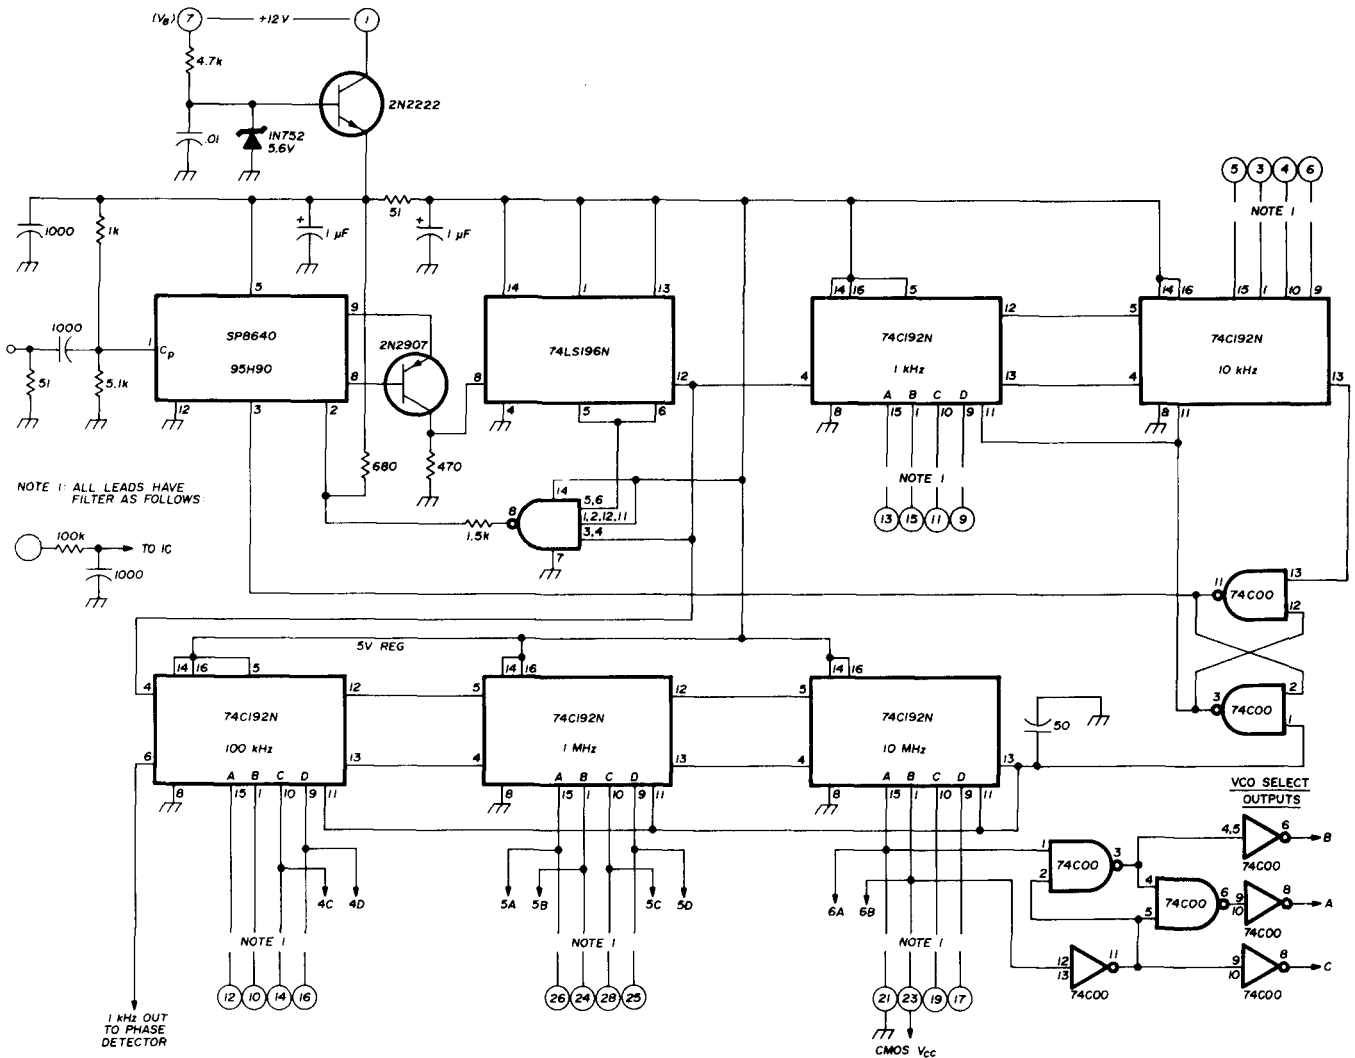 (VB) 7 +12V 1
4.7k
2N2222
.01
1N752
5.6V
5 3 4 6
NOTE 1
1000
1k
51
1 μF
1 μF
5
14 1 13
14 16 5
14 16 15 1 10 9
SP8640
95H90
1 Cp
9
8
12 3 2
1000
51
5.1k
2N2907
680
470
74LS196N
8
12
4 5 6
74C192N
1 kHz
4
12
13
A B C D
8 15 1 10 9 11
NOTE 1
13 15 11 9
74C192N
10 kHz
5
4
13
8 11
NOTE 1: ALL LEADS HAVE
FILTER AS FOLLOWS:
100k
TO IC
1000
14
8
5,6
1,2,12,11
3,4
7
1.5k
11 74C00 13
12
3 74C00 2
1
5V REG
14 16 5
14 16
14 16
4
6
74C192N
100 kHz
12
13
A B C D
8 15 1 10 9 11
5
4
74C192N
1 MHz
12
13
A B C D
8 15 1 10 9 11
5
4
74C192N
10 MHz
13
A B C D
8 15 1 10 9 11
50
VCO SELECT
OUTPUTS
4C 4D
5A 5B 5C 5D
6A 6B
1
2
74C00
3
4,5
6
B
74C00
4
5
74C00
6
9
10
8
A
74C00
12
13
11
74C00
9
10
8
C
74C00
NOTE 1
NOTE 1
NOTE 1
12 10 14 16
26 24 28 25
21 23 19 17
1 kHz OUT
TO PHASE
DETECTOR
CMOS Vcc